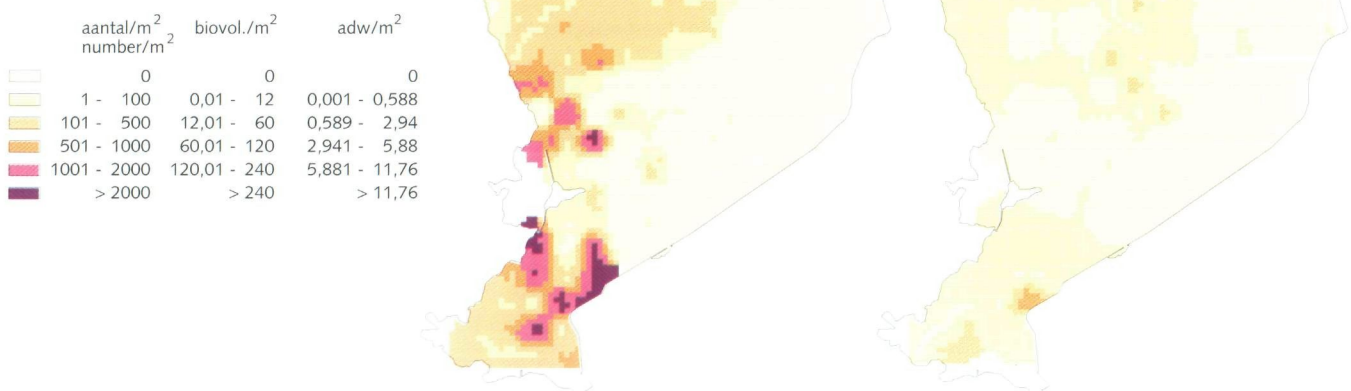 aantal/m² biovol./m² adw/m²
number/m²
0 0 0
1 - 100 0,01 - 12 0,001 - 0,588
101 - 500 12,01 - 60 0,589 - 2,94
501 - 1000 60,01 - 120 2,941 - 5,88
1001 - 2000 120,01 - 240 5,881 - 11,76
> 2000 > 240 > 11,76